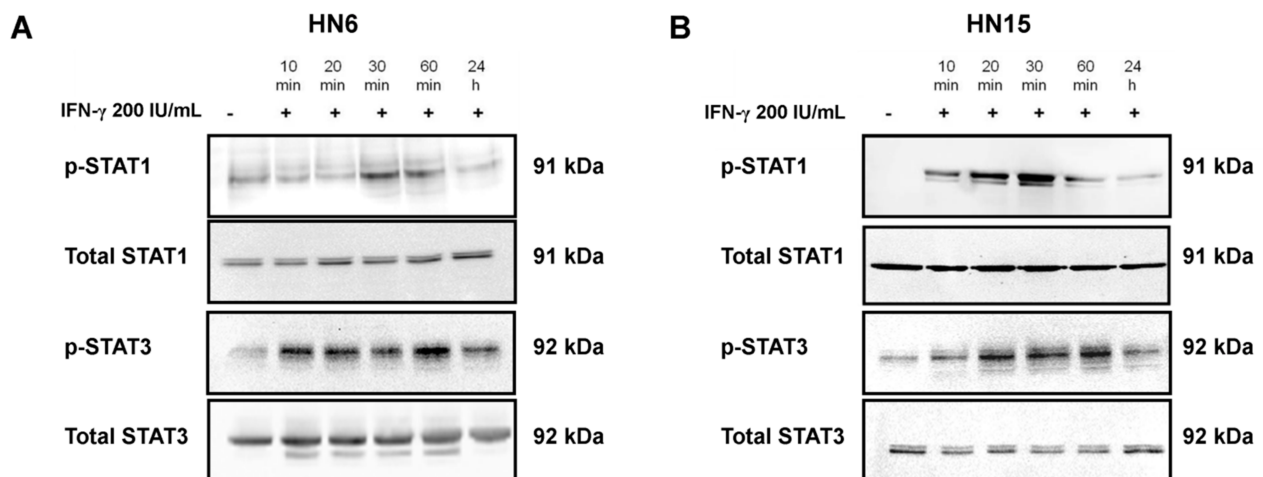 A
HN6
10 min 20 min 30 min 60 min 24 h
IFN-γ 200 IU/mL - + + + + +
p-STAT1 91 kDa
Total STAT1 91 kDa
p-STAT3 92 kDa
Total STAT3 92 kDa
B
HN15
10 min 20 min 30 min 60 min 24 h
IFN-γ 200 IU/mL - + + + + +
p-STAT1 91 kDa
Total STAT1 91 kDa
p-STAT3 92 kDa
Total STAT3 92 kDa